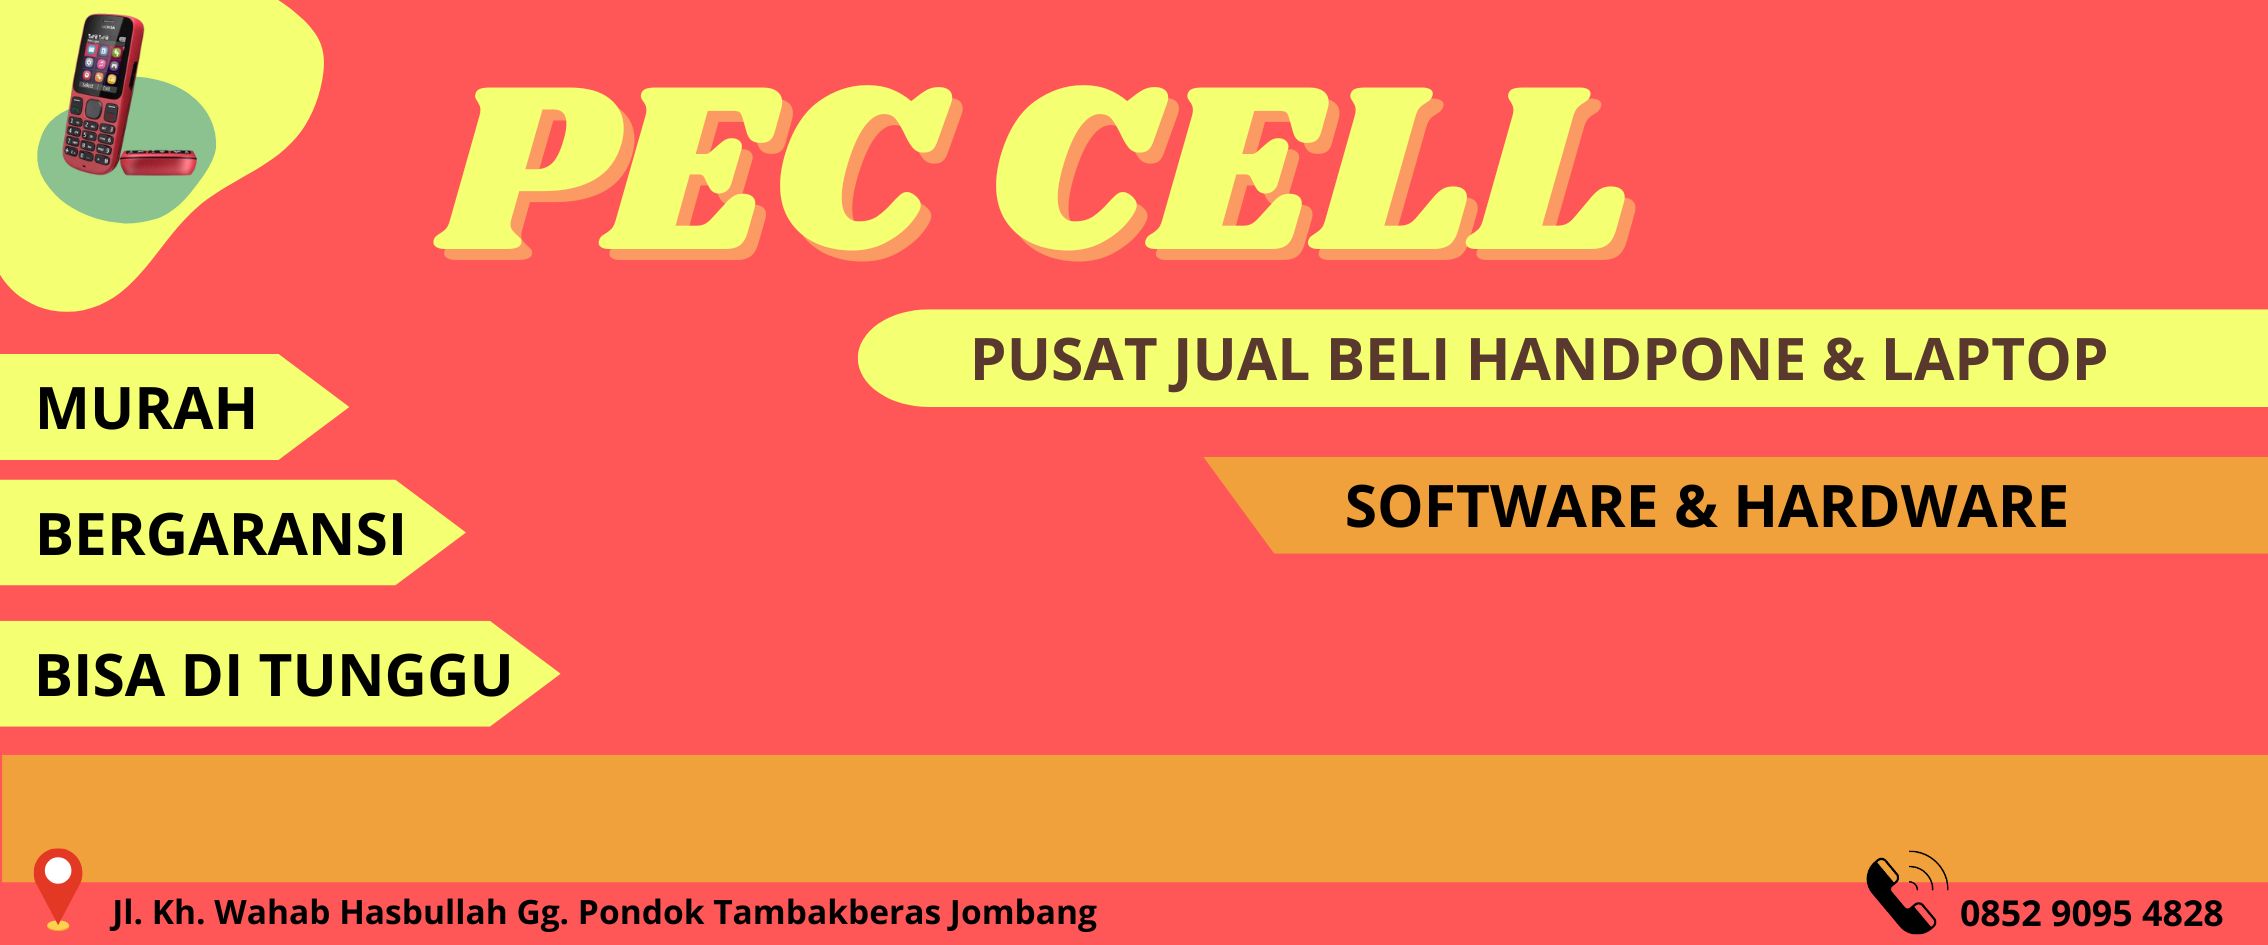 PEC CELL
PUSAT JUAL BELI HANDPONE & LAPTOP
MURAH
SOFTWARE & HARDWARE
BERGARANSI
BISA DI TUNGGU
Jl. Kh. Wahab Hasbullah Gg. Pondok Tambakberas Jombang
0852 9095 4828